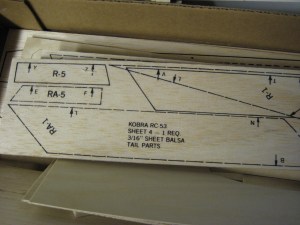 R-5
RA-5
RA-1
R-1
KOBRA RC 53
SHEET 4 — 1 REQ.
3/16" SHEET BALSA
TAIL PARTS